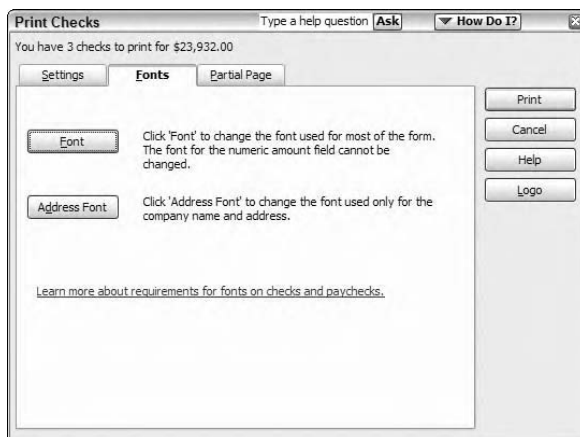 Print Checks
Type a help question Ask
How Do I?
You have 3 checks to print for $23,932.00
Settings
Fonts
Partial Page
Print
Cancel
Help
Logo
Font
Click 'Font' to change the font used for most of the form.
The font for the numeric amount field cannot be
changed.
Address Font
Click 'Address Font' to change the font used only for the
company name and address.
Learn more about requirements for fonts on checks and paychecks.